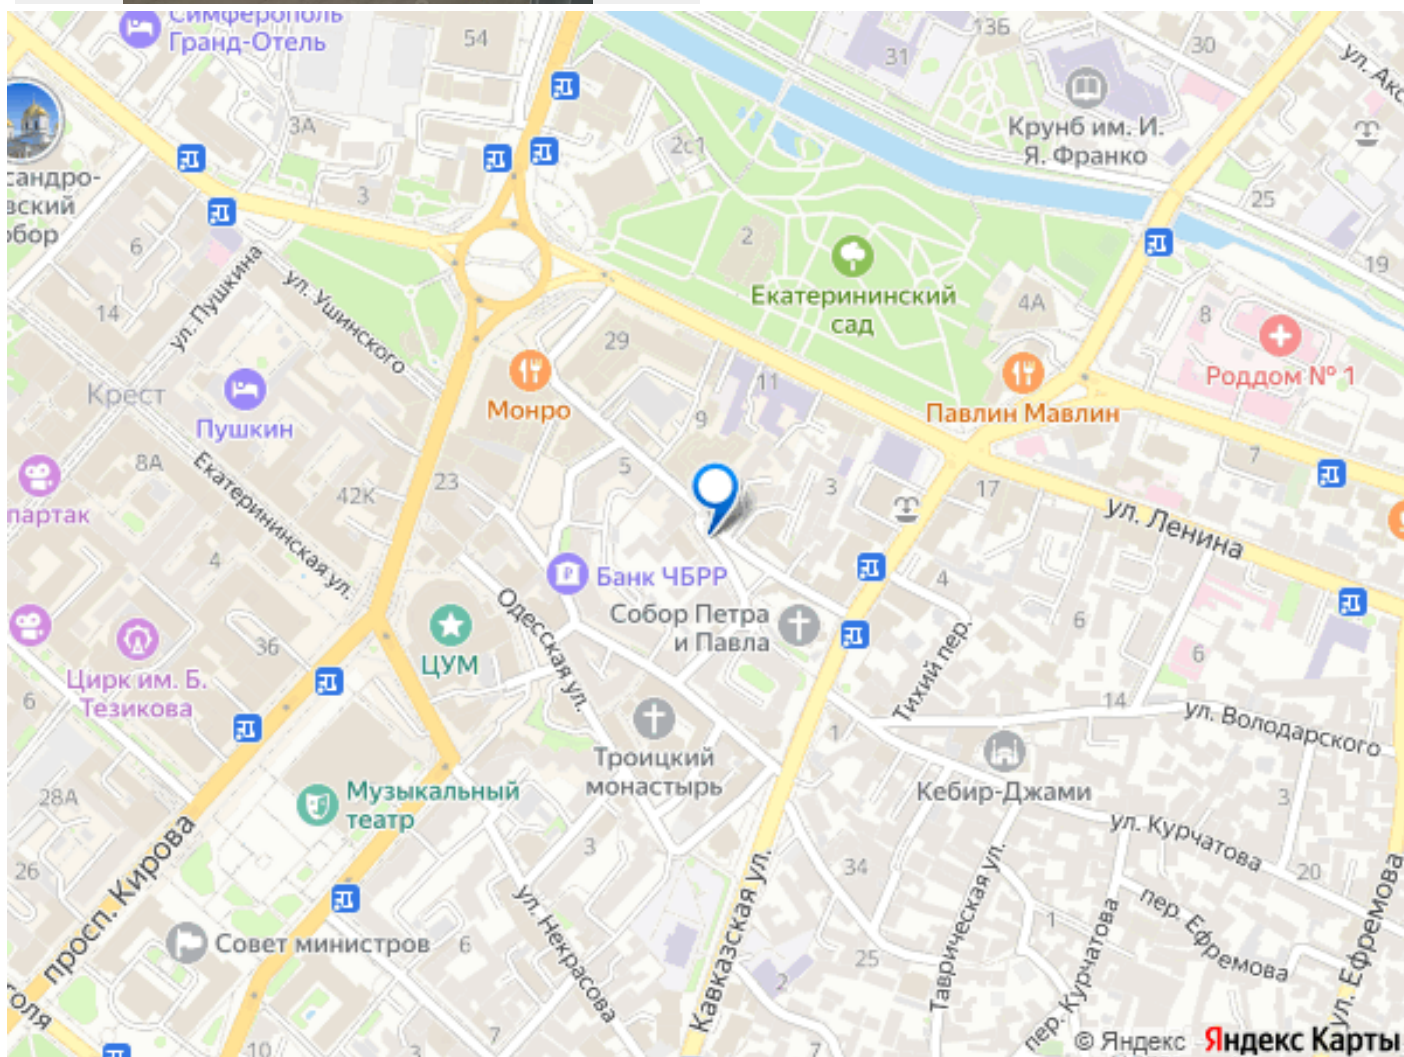 Симферополь
Гранд-Отель
54
13Б
31
30
ул. Акс
Крунб им. И.
Я. Франко
3А
2с1
3
сандро-
вский
обор
25
6
2
19
ул. Пушкина
ул. Ушинского
Екатерининский
сад
4А
8
14
29
Роддом № 1
Крест
Монро
11
Павлин Мавлин
Пушкин
9
8А
5
7
Екатерининская ул.
42К
23
3
17
партак
ул. Ленина
4
Банк ЧБРР
4
Одесская ул.
Собор Петра
и Павла
6
36
ЦУМ
Тихий пер.
6
Цирк им. Б.
Тезикова
6
14
ул. Володарского
1
Троицкий
монастырь
28А
Музыкальный
театр
Кебир-Джами
3
просп. Кирова
ул. Курчатова
3
26
34
20
Кавказская ул.
Таврическая ул.
ул. Некрасова
пер. Ефремова
ул. Ефремова
1
Совет министров
6
пер. Курчатова
25
2
голя
10
7
7
© Яндекс Яндекс Карты